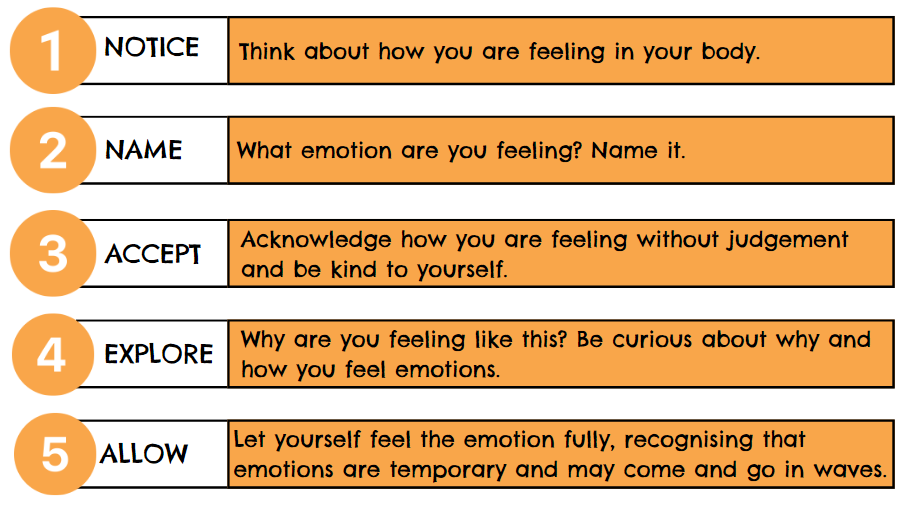 1 NOTICE Think about how you are feeling in your body.
2 NAME What emotion are you feeling? Name it.
3 ACCEPT Acknowledge how you are feeling without judgement
and be kind to yourself.
4 EXPLORE Why are you feeling like this? Be curious about why and
how you feel emotions.
5 ALLOW Let yourself feel the emotion fully, recognising that
emotions are temporary and may come and go in waves.